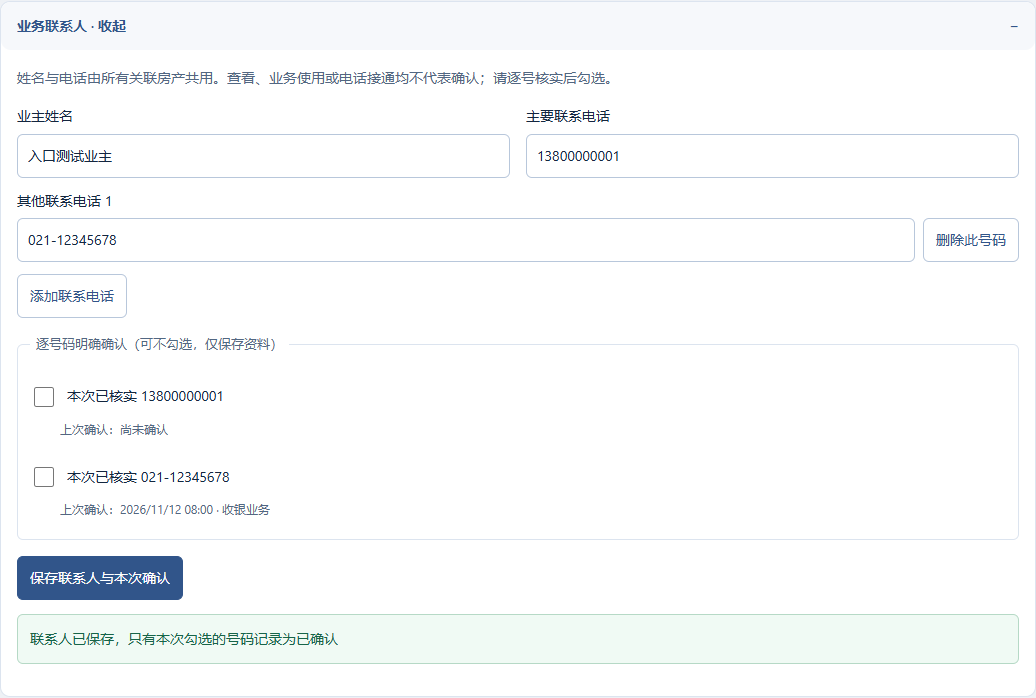 业务联系人 · 收起
−
姓名与电话由所有关联房产共用。查看、业务使用或电话接通均不代表确认；请逐号核实后勾选。
业主姓名
主要联系电话
入口测试业主
13800000001
其他联系电话 1
021-12345678
删除此号码
添加联系电话
逐号码明确确认（可不勾选，仅保存资料）
本次已核实 13800000001
上次确认：尚未确认
本次已核实 021-12345678
上次确认：2026/11/12 08:00 · 收银业务
保存联系人与本次确认
联系人已保存，只有本次勾选的号码记录为已确认